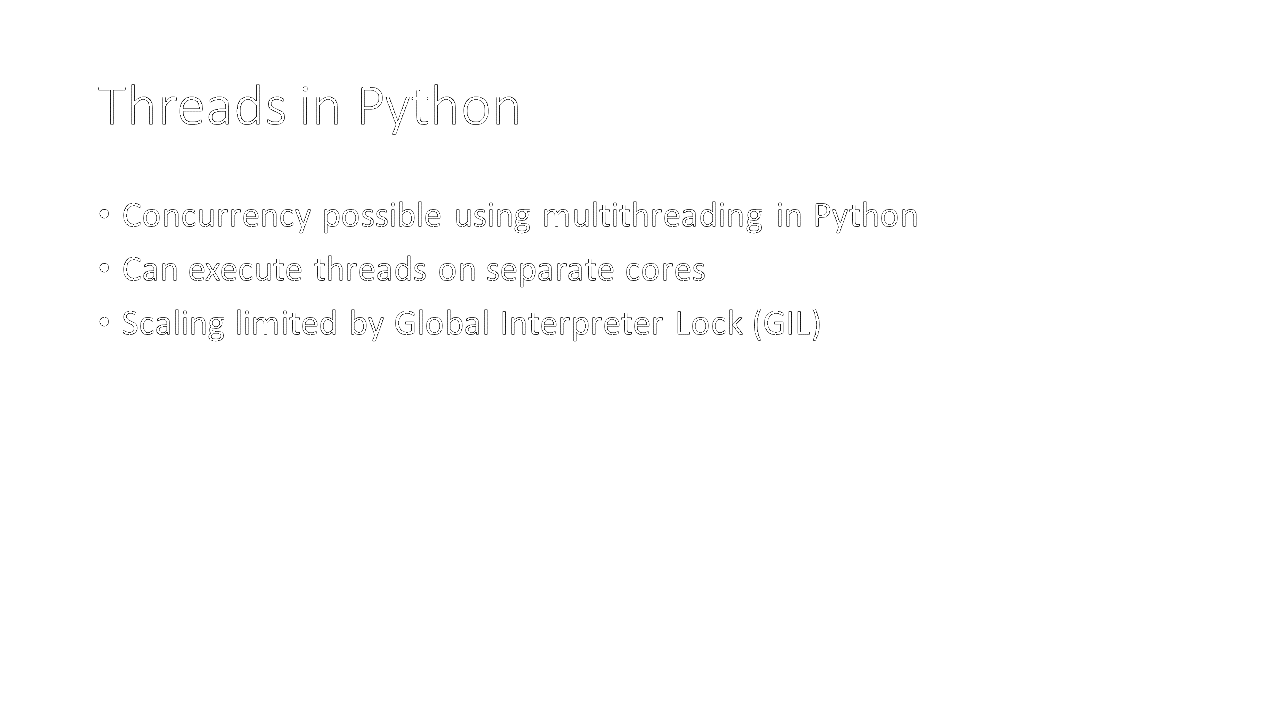 Threads in Python
• Concurrency possible using multithreading in Python
• Can execute threads on separate cores
• Scaling limited by Global Interpreter Lock (GIL)